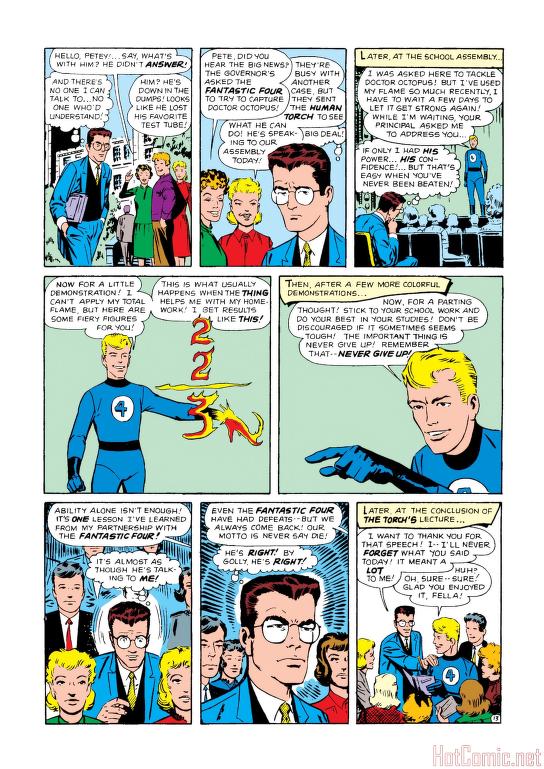 HELLO, PETEY!...SAY, WHAT'S
WITH HIM? HE DIDN'T ANSWER!
AND THERE'S
NO ONE I CAN
TALK TO...NO
ONE WHO'D
UNDERSTAND!
HIM? HE'S
DOWN IN THE
DUMPS! LOOKS
LIKE HE LOST
HIS FAVORITE
TEST TUBE!
PETE, DID YOU
HEAR THE BIG NEWS?
THE GOVERNOR'S
ASKED THE
FANTASTIC FOUR
TO TRY TO CAPTURE
DOCTOR OCTOPUS!
THEY'RE
BUSY WITH
ANOTHER
CASE, BUT
THEY SENT
THE HUMAN
TORCH TO SEE
WHAT HE CAN
DO! HE'S SPEAK-
ING TO OUR
ASSEMBLY
TODAY!
BIG DEAL!
LATER, AT THE SCHOOL ASSEMBLY...
I WAS ASKED HERE TO TACKLE
DOCTOR OCTOPUS! BUT I'VE USED
MY FLAME SO MUCH RECENTLY, I
HAVE TO WAIT A FEW DAYS TO
LET IT GET STRONG AGAIN!
WHILE I'M WAITING, YOUR
PRINCIPAL ASKED ME
TO ADDRESS YOU...
IF ONLY I HAD HIS
POWER... HIS CON-
FIDENCE!... BUT THAT'S
EASY WHEN YOU'VE
NEVER BEEN BEATEN!
4
NOW FOR A LITTLE
DEMONSTRATION! I
CAN'T APPLY MY TOTAL
FLAME, BUT HERE ARE
SOME FIERY FIGURES
FOR YOU!
THIS IS WHAT USUALLY
HAPPENS WHEN THE THING
HELPS ME WITH MY HOME-
WORK! I GET RESULTS
LIKE THIS!
2
2
3
4
THEN, AFTER A FEW MORE COLORFUL
DEMONSTRATIONS...
NOW, FOR A PARTING
THOUGHT! STICK TO YOUR SCHOOL WORK AND
DO YOUR BEST IN YOUR STUDIES! DON'T BE
DISCOURAGED IF IT SOMETIMES SEEMS
TOUGH! THE IMPORTANT THING IS
NEVER GIVE UP! REMEMBER
THAT--NEVER GIVE UP!
ABILITY ALONE ISN'T ENOUGH!
IT'S ONE LESSON I'VE LEARNED
FROM MY PARTNERSHIP WITH
THE FANTASTIC FOUR!
IT'S ALMOST AS
THOUGH HE'S TALK-
ING TO ME!
EVEN THE FANTASTIC FOUR
HAVE HAD DEFEATS--BUT WE
ALWAYS COME BACK! OUR
MOTTO IS NEVER SAY DIE!
HE'S RIGHT! BY
GOLLY, HE'S RIGHT!
LATER, AT THE CONCLUSION OF
THE TORCH'S LECTURE...
I WANT TO THANK YOU FOR
THAT SPEECH! I--I'LL NEVER
FORGET WHAT YOU SAID
TODAY! IT MEANT A
LOT
TO ME!
HUH?
OH, SURE--SURE!
GLAD YOU ENJOYED
IT, FELLA!
4
13
HotComic.net